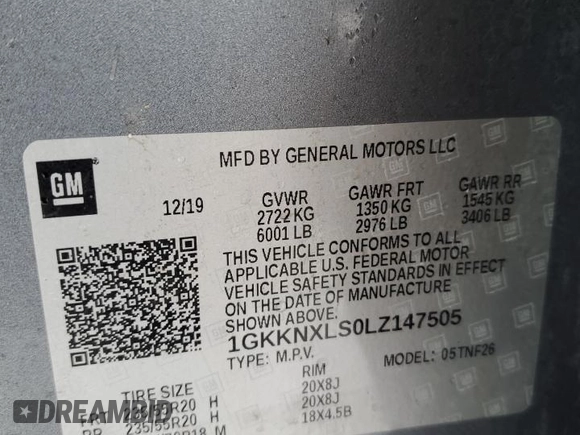 MFD BY GENERAL MOTORS LLC
GM
12/19
GVWR
2722 KG
6001 LB
GAWR FRT
1350 KG
2976 LB
GAWR RR
1545 KG
3406 LB
THIS VEHICLE CONFORMS TO ALL
APPLICABLE U.S. FEDERAL MOTOR
VEHICLE SAFETY STANDARDS IN EFFECT
ON THE DATE OF MANUFACTURE
SHOWN ABOVE.
1GKKNXLS0LZ147505
TYPE: M.P.V. MODEL: 05TNF26
TIRE SIZE RIM
H 20X8J
RR 235/55R20 H 20X8J
M 18X4.5B
DREAMBID